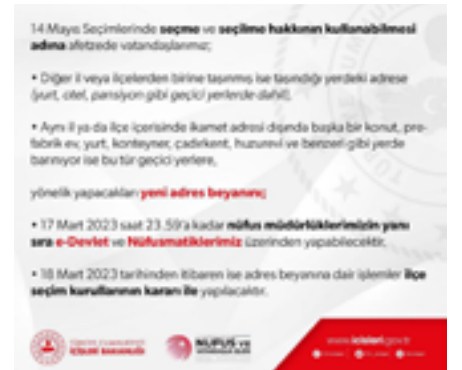 14 Mayıs Seçimlerinde seçme ve seçilme hakkının kullanabilmesi
adına afetzede vatandaşlarımız;
• Diğer il veya ilçelerden birine taşınmış ise taşındığı yerdeki adrese
(yurt, otel, pansiyon gibi geçici yerlerde dahil),
• Aynı il ya da ilçe içerisinde ikamet adresi dışında başka bir konut, pre-
fabrik ev, yurt, konteyner, çadırkent, huzurevi ve benzeri gibi yerde
barınıyor ise bu tür geçici yerlere,
yönelik yapacakları yeni adres beyanını;
• 17 Mart 2023 saat 23.59'a kadar nüfus müdürlüklerimizin yanı
sıra e-Devlet ve Nüfusmatiklerimiz üzerinden yapabilecektir.
• 18 Mart 2023 tarihinden itibaren ise adres beyanına dair işlemler ilçe
seçim kurullarının kararı ile yapılacaktır.
TÜRKİYE CUMHURİYETİ
İÇİŞLERİ BAKANLIĞI
NÜFUS ve
www.icisleri.gov.tr